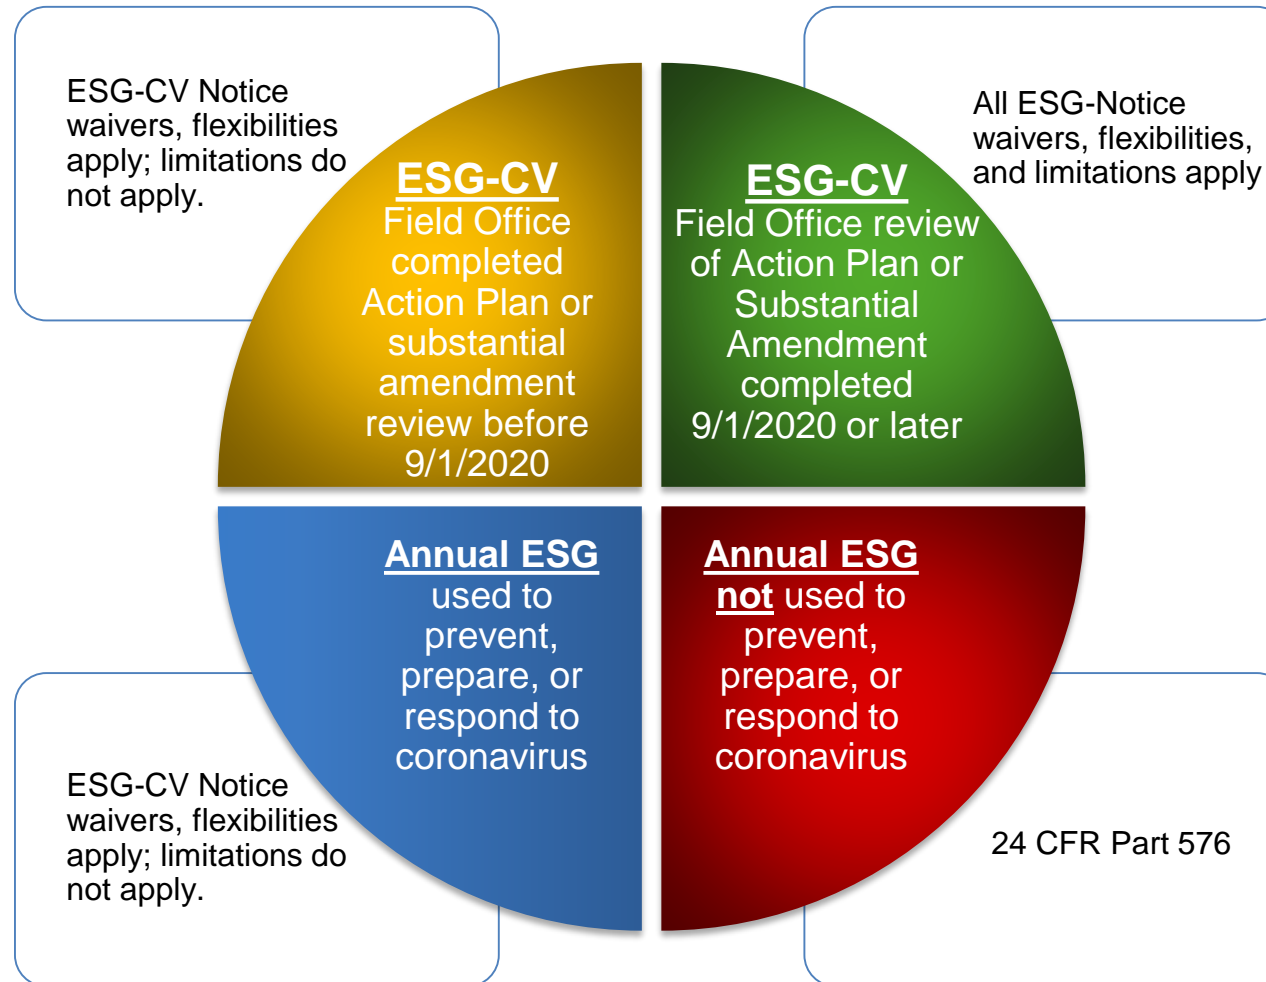 ESG-CV Notice
waivers, flexibilities
apply; limitations do
not apply.
ESG-CV
Field Office
completed
Action Plan or
substantial
amendment
review before
9/1/2020
ESG-CV
Field Office review
of Action Plan or
Substantial
Amendment
completed
9/1/2020 or later
All ESG-Notice
waivers, flexibilities,
and limitations apply
ESG-CV Notice
waivers, flexibilities
apply; limitations do
not apply.
Annual ESG
used to
prevent,
prepare, or
respond to
coronavirus
Annual ESG
not used to
prevent,
prepare, or
respond to
coronavirus
24 CFR Part 576